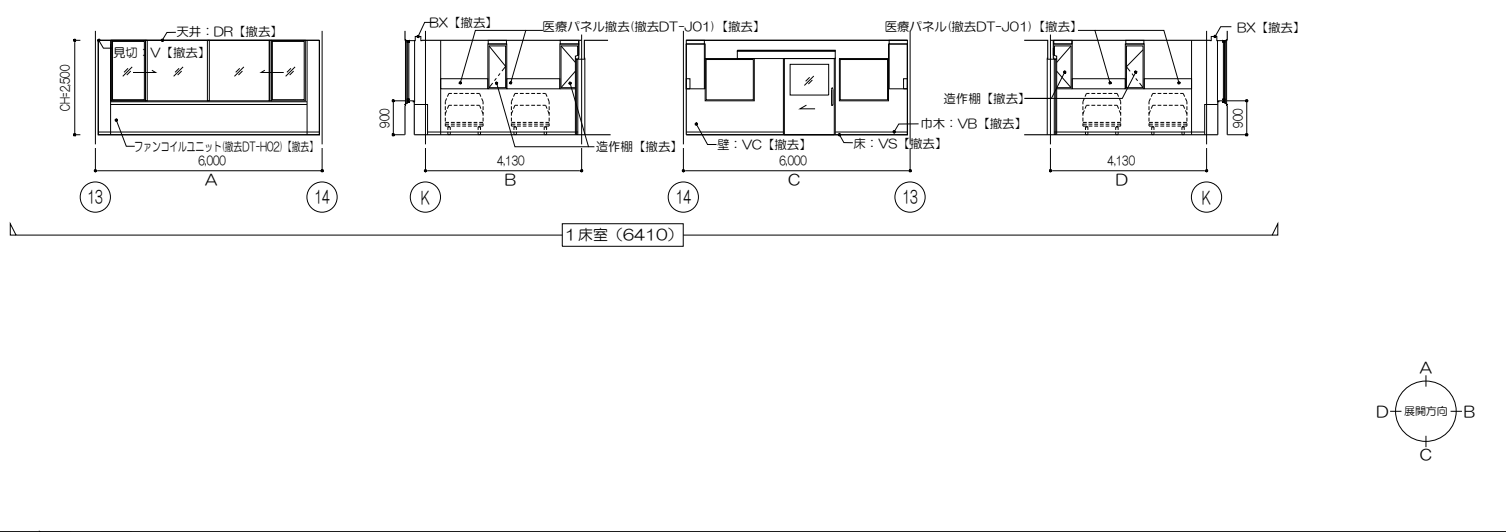 BX【撤去】
医療パネル撤去(撤去DT-J01)【撤去】
医療パネル(撤去DT-J01)【撤去】
BX【撤去】
天井：DR【撤去】
見切：V【撤去】
CH=2,500
900
造作棚【撤去】
900
巾木：VB【撤去】
ファンコイルユニット(撤去DT-H02)【撤去】
造作棚【撤去】
壁：VC【撤去】
床：VS【撤去】
6,000
4,130
6,000
4,130
A
B
C
D
13
14
K
14
13
K
1床室（6410）
A
D 展開方向 B
C